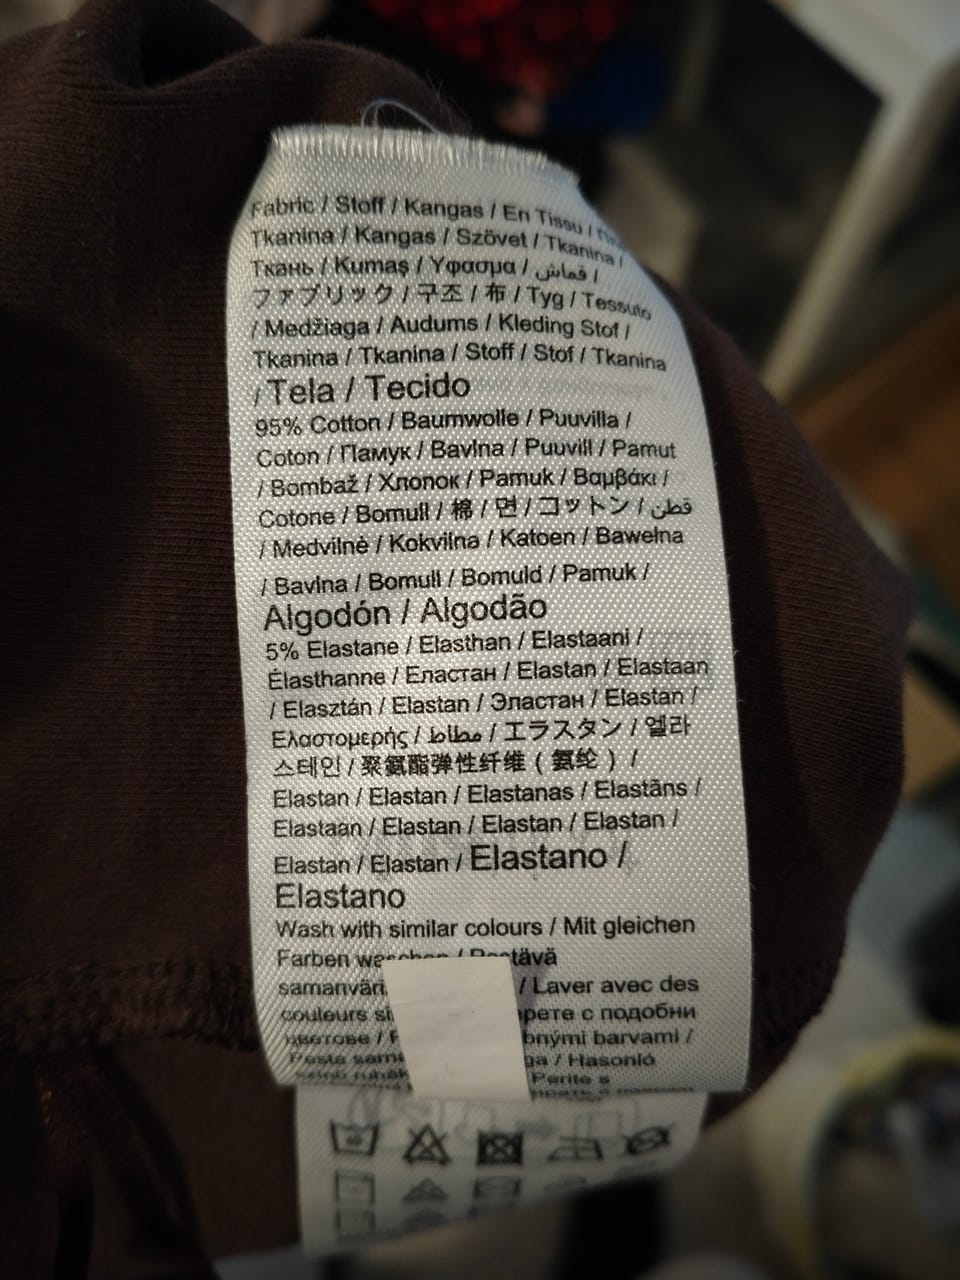 Fabric / Stoff / Kangas / En Tissu /
Tkanina / Kangas / Szövet / Tkanina /
Ткань / Kumaş / Υφασμα / قماش /
ファブリック / 구조 / 布 / Tyg / Tessuto
/ Medžiaga / Audums / Kleding Stof /
Tkanina / Tkanina / Stoff / Stof / Tkanina
/ Tela / Tecido
95% Cotton / Baumwolle / Puuvilla /
Coton / Памук / Bavlna / Puuvill / Pamut
/ Bombaž / Хлопок / Pamuk / Βαμβάκι /
Cotone / Bomull / 棉 / 면 / コットン / قطن
/ Medvilnė / Kokvilna / Katoen / Bawełna
/ Bavlna / Bomull / Bomuld / Pamuk /
Algodón / Algodão
5% Elastane / Elasthan / Elastaani /
Élasthanne / Еластан / Elastan / Elastaan
/ Elasztán / Elastan / Эластан / Elastan /
Ελαστομερής / مطاط / エラスタン / 엘라
스테인 / 聚氨酯弹性纤维 ( 氨纶 ) /
Elastan / Elastan / Elastanas / Elastāns /
Elastaan / Elastan / Elastan / Elastan /
Elastan / Elastan / Elastano /
Elastano
Wash with similar colours / Mit gleichen
Farben
/ Laver avec des
couleurs с подобни
цветове / barvami /
/ Hasonló